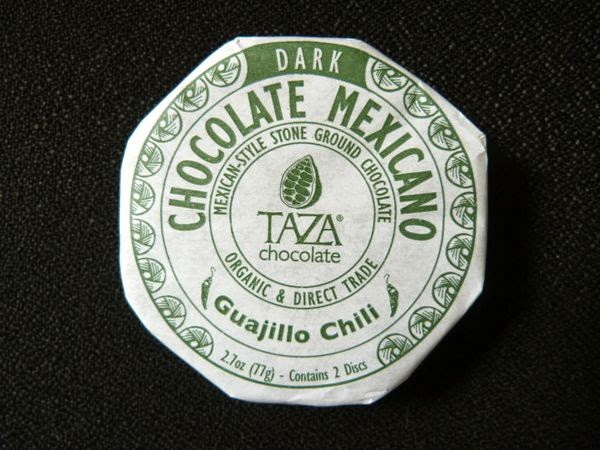 DARK
CHOCOLATE MEXICANO
MEXICAN-STYLE STONE GROUND CHOCOLATE
TAZA®
chocolate
ORGANIC & DIRECT TRADE
Guajillo Chili
2.7oz (77g) - Contains 2 Discs